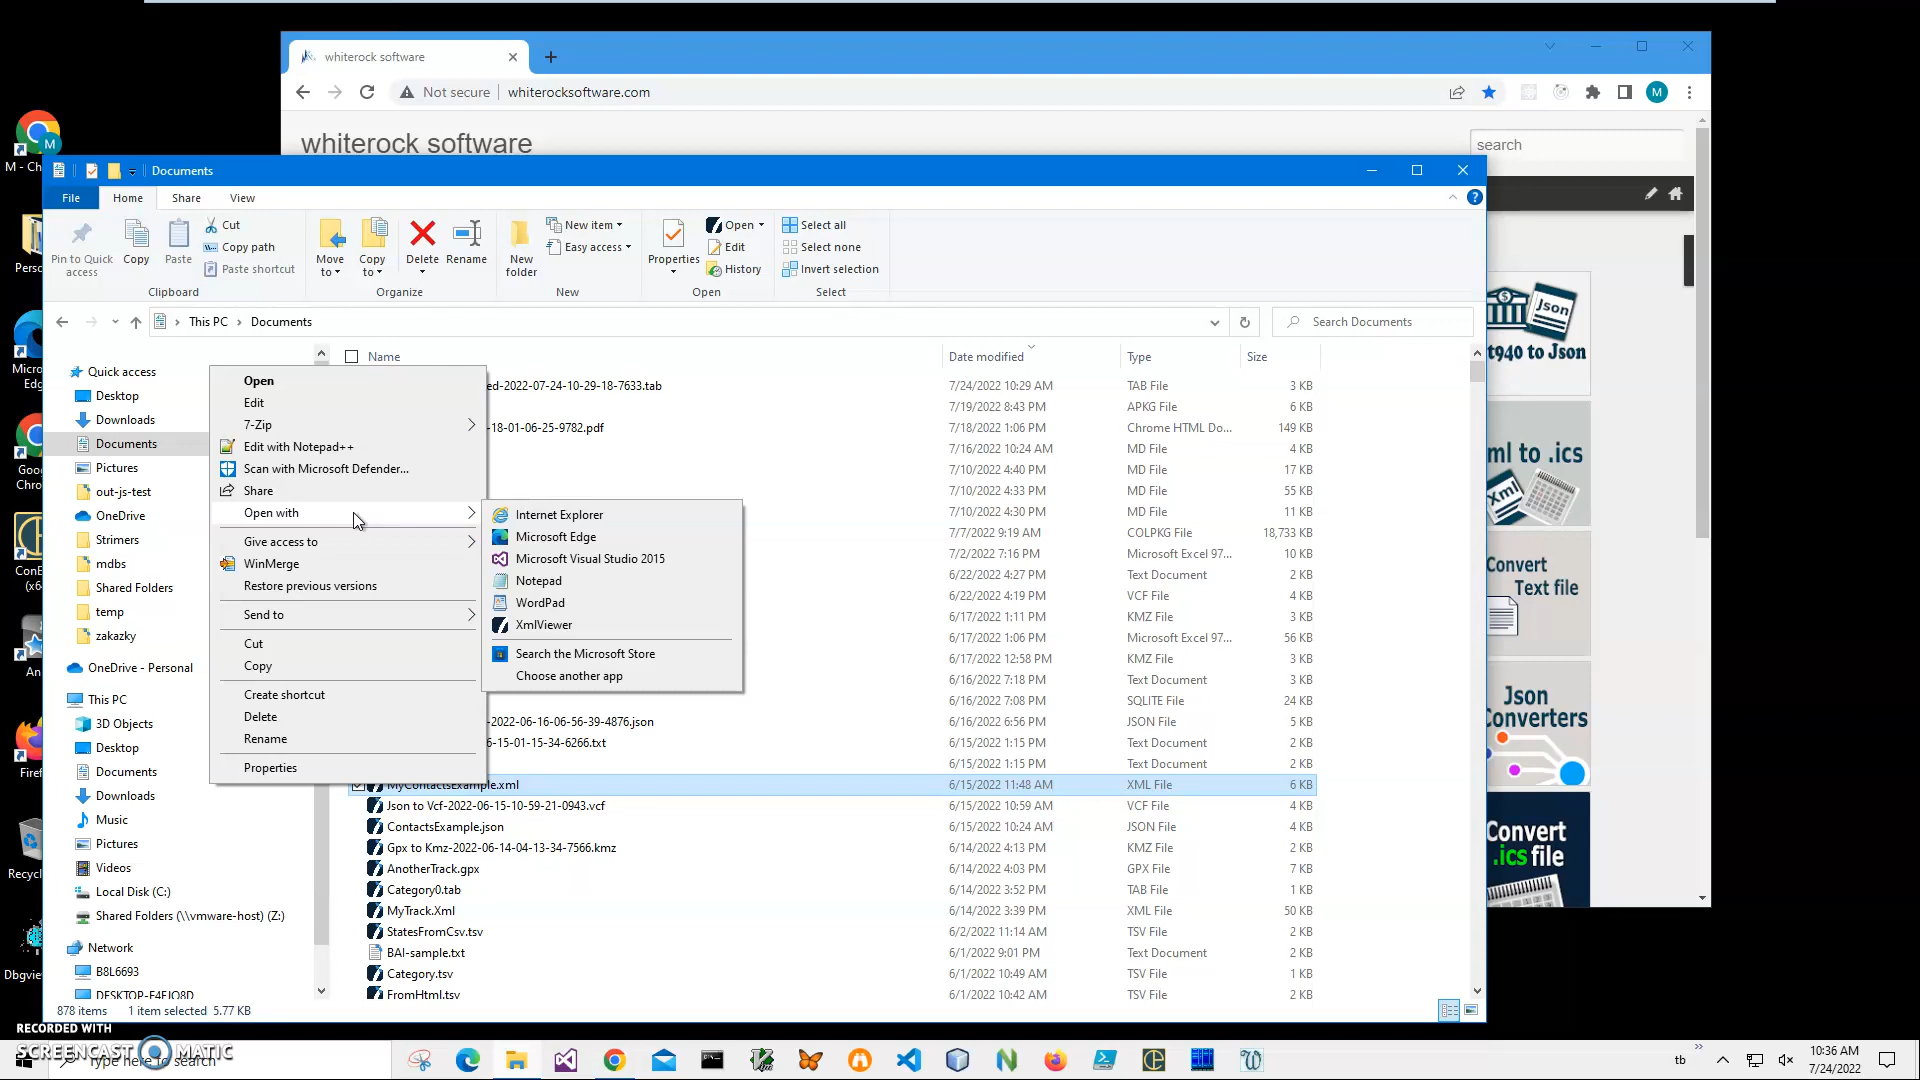 whiterock software
Not secure
whiterocksoftware.com
M
whiterock software
search
M - Ch
M
Documents
File
Home
Share
View
Pin to Quick access
Copy
Paste
Cut
Copy path
Paste shortcut
Clipboard
Move to
Copy to
Delete
Rename
Organize
New folder
New item
Easy access
New
Properties
Open
Edit
History
Open
Select all
Select none
Invert selection
Select
This PC
Documents
Search Documents
Name
Date modified
Type
Size
Quick access
Desktop
Downloads
Documents
Pictures
out-js-test
OneDrive
Strimers
mdbs
Shared Folders
temp
zakazky
OneDrive - Personal
This PC
3D Objects
Desktop
Documents
Downloads
Music
Pictures
Videos
Local Disk (C:)
Shared Folders (\\vmware-host) (Z:)
Network
B8L6693
DESKTOP-F4FJO8D
Open
Edit
7-Zip
Edit with Notepad++
Scan with Microsoft Defender...
Share
Open with
Give access to
WinMerge
Restore previous versions
Send to
Cut
Copy
Create shortcut
Delete
Rename
Properties
Internet Explorer
Microsoft Edge
Microsoft Visual Studio 2015
Notepad
WordPad
XmlViewer
Search the Microsoft Store
Choose another app
ed-2022-07-24-10-29-18-7633.tab 7/24/2022 10:29 AM TAB File 3 KB
7/19/2022 8:43 PM APKG File 6 KB
-18-01-06-25-9782.pdf 7/18/2022 1:06 PM Chrome HTML Do... 149 KB
7/16/2022 10:24 AM MD File 4 KB
7/10/2022 4:40 PM MD File 17 KB
7/10/2022 4:33 PM MD File 55 KB
7/10/2022 4:30 PM MD File 11 KB
7/7/2022 9:19 AM COLPKG File 18,733 KB
7/2/2022 7:16 PM Microsoft Excel 97... 10 KB
6/22/2022 4:27 PM Text Document 2 KB
6/22/2022 4:19 PM VCF File 4 KB
6/17/2022 1:11 PM KMZ File 3 KB
6/17/2022 1:06 PM Microsoft Excel 97... 56 KB
6/17/2022 12:58 PM KMZ File 3 KB
6/16/2022 7:18 PM Text Document 3 KB
6/16/2022 7:08 PM SQLITE File 24 KB
-2022-06-16-06-56-39-4876.json 6/16/2022 6:56 PM JSON File 5 KB
6-15-01-15-34-6266.txt 6/15/2022 1:15 PM Text Document 2 KB
6/15/2022 1:15 PM Text Document 2 KB
MyContactsExample.xml 6/15/2022 11:48 AM XML File 6 KB
Json to Vcf-2022-06-15-10-59-21-0943.vcf 6/15/2022 10:59 AM VCF File 4 KB
ContactsExample.json 6/15/2022 10:24 AM JSON File 4 KB
Gpx to Kmz-2022-06-14-04-13-34-7566.kmz 6/14/2022 4:13 PM KMZ File 2 KB
AnotherTrack.gpx 6/14/2022 4:03 PM GPX File 7 KB
Category0.tab 6/14/2022 3:52 PM TAB File 1 KB
MyTrack.Xml 6/14/2022 3:39 PM XML File 50 KB
StatesFromCsv.tsv 6/2/2022 11:14 AM TSV File 2 KB
BAI-sample.txt 6/1/2022 9:01 PM Text Document 2 KB
Category.tsv 6/1/2022 10:49 AM TSV File 1 KB
FromHtml.tsv 6/1/2022 10:42 AM TSV File 2 KB
878 items 1 item selected 5.77 KB
Json
t940 to Json
ml to .ics
Xml
Convert
Text file
Json
Converters
Convert
.ics file
Perso
Micro
Edg
Goo
Chro
ConE
(x6
An
Firef
Recyc
Dbgvie
RECORDED WITH
SCREENCAST MATIC
Type here to search
tb
10:36 AM
7/24/2022